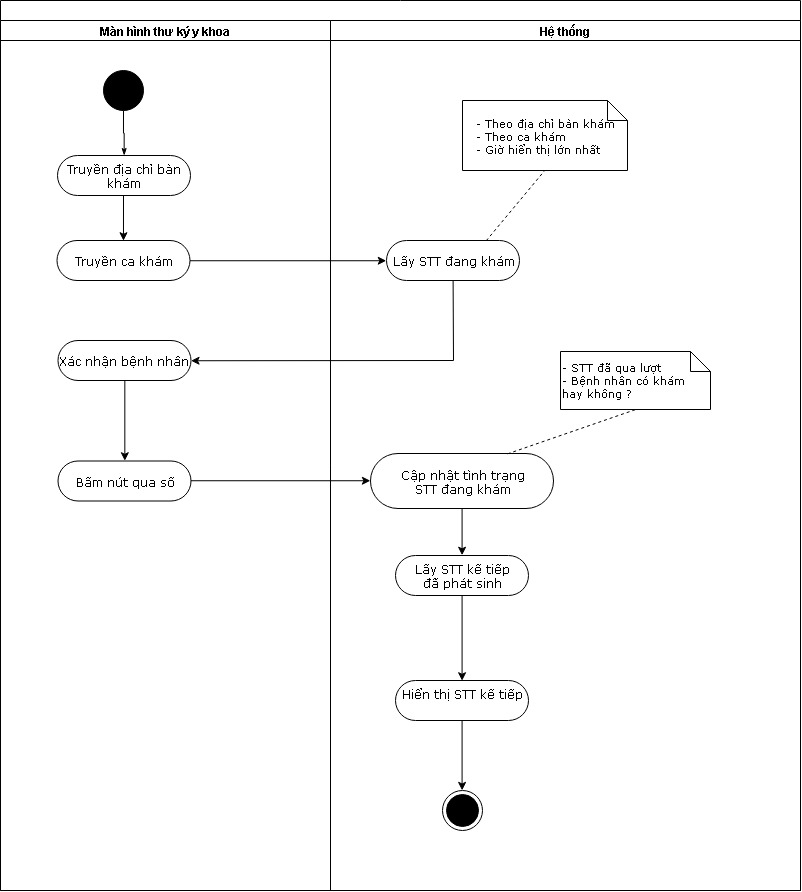 Màn hình thư ký y khoa
Hệ thống
- Theo địa chỉ bàn khám
- Theo ca khám
- Giờ hiển thị lớn nhất
Truyền địa chỉ bàn
khám
Truyền ca khám
Lấy STT đang khám
Xác nhận bệnh nhân
- STT đã qua lượt
- Bệnh nhân có khám
hay không ?
Bấm nút qua số
Cập nhật tình trạng
STT đang khám
Lấy STT kế tiếp
đã phát sinh
Hiển thị STT kế tiếp